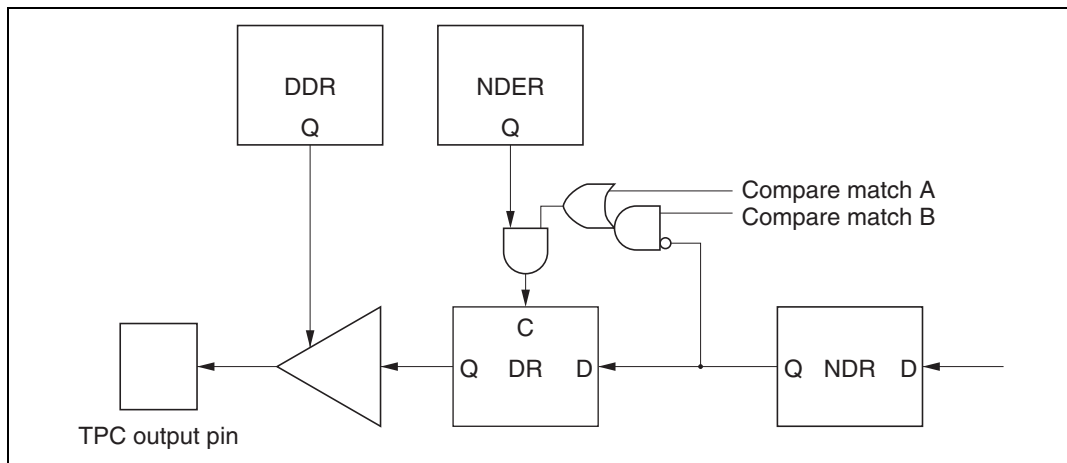 DDR
Q
NDER
Q
Compare match A
Compare match B
C
Q DR D
Q NDR D
TPC output pin